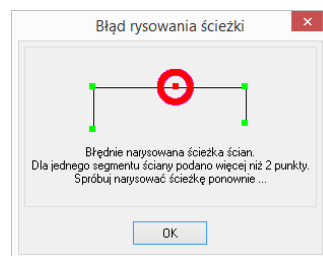 Błąd rysowania ścieżki
Błędnie narysowana ścieżka ścian.
Dla jednego segmentu ściany podano więcej niż 2 punkty.
Spróbuj narysować ścieżkę ponownie ...
OK